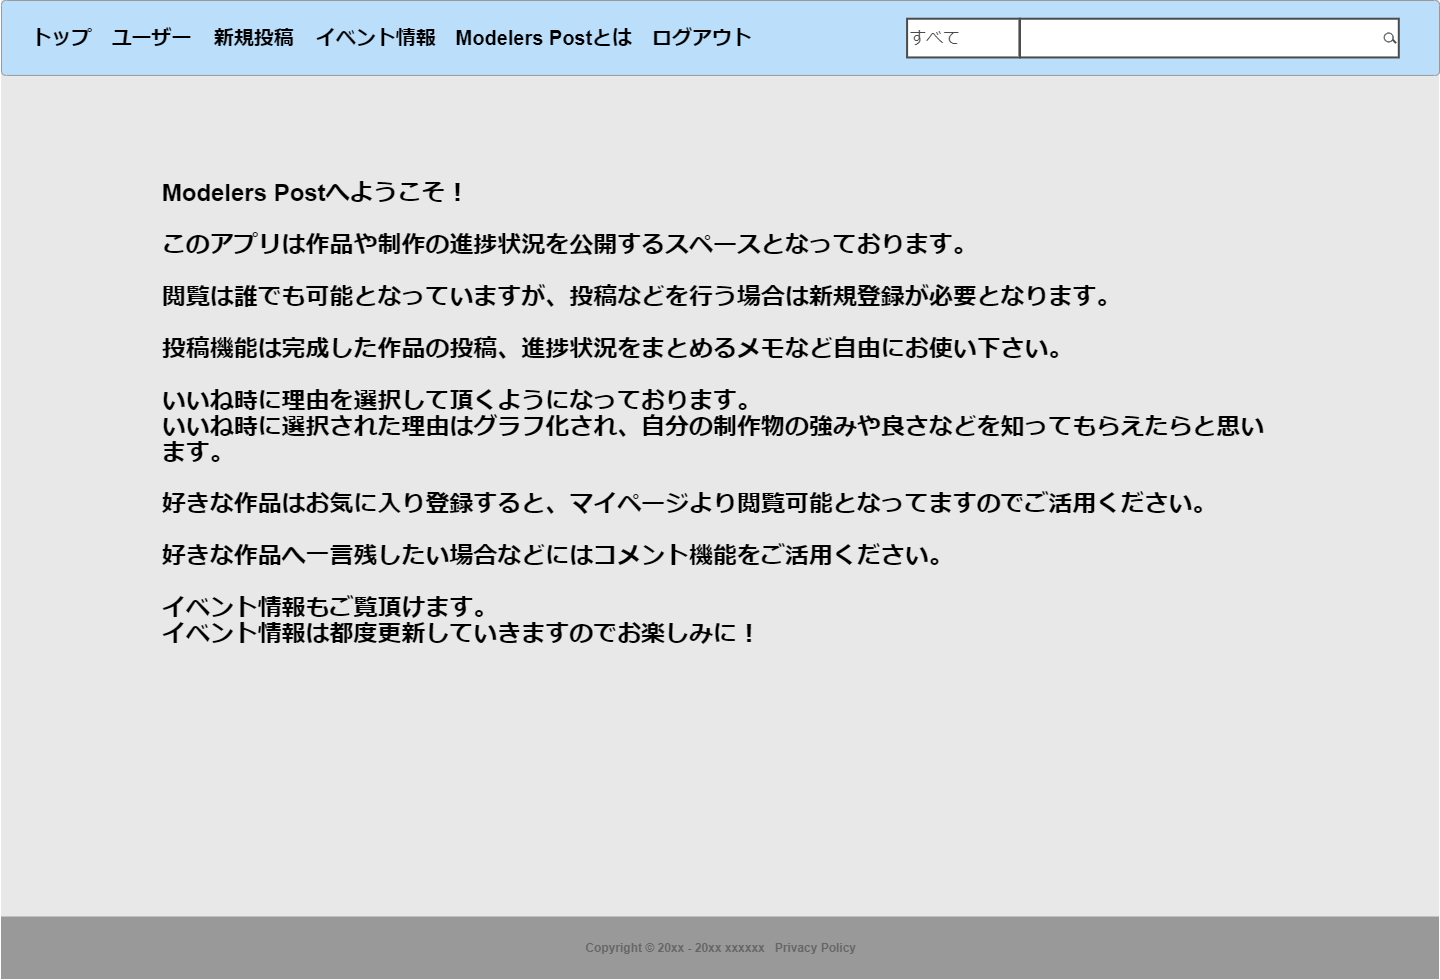 トップ ユーザー 新規投稿 イベント情報 Modelers Postとは ログアウト すべて
Modelers Postへようこそ！
このアプリは作品や制作の進捗状況を公開するスペースとなっております。
閲覧は誰でも可能となっていますが、投稿などを行う場合は新規登録が必要となります。
投稿機能は完成した作品の投稿、進捗状況をまとめるメモなど自由にお使い下さい。
いいね時に理由を選択して頂くようになっております。
いいね時に選択された理由はグラフ化され、自分の制作物の強みや良さなどを知ってもらえたらと思い
ます。
好きな作品はお気に入り登録すると、マイページより閲覧可能となってますのでご活用ください。
好きな作品へ一言残したい場合などにはコメント機能をご活用ください。
イベント情報もご覧頂けます。
イベント情報は都度更新していきますのでお楽しみに！
Copyright © 20xx - 20xx xxxxxx Privacy Policy